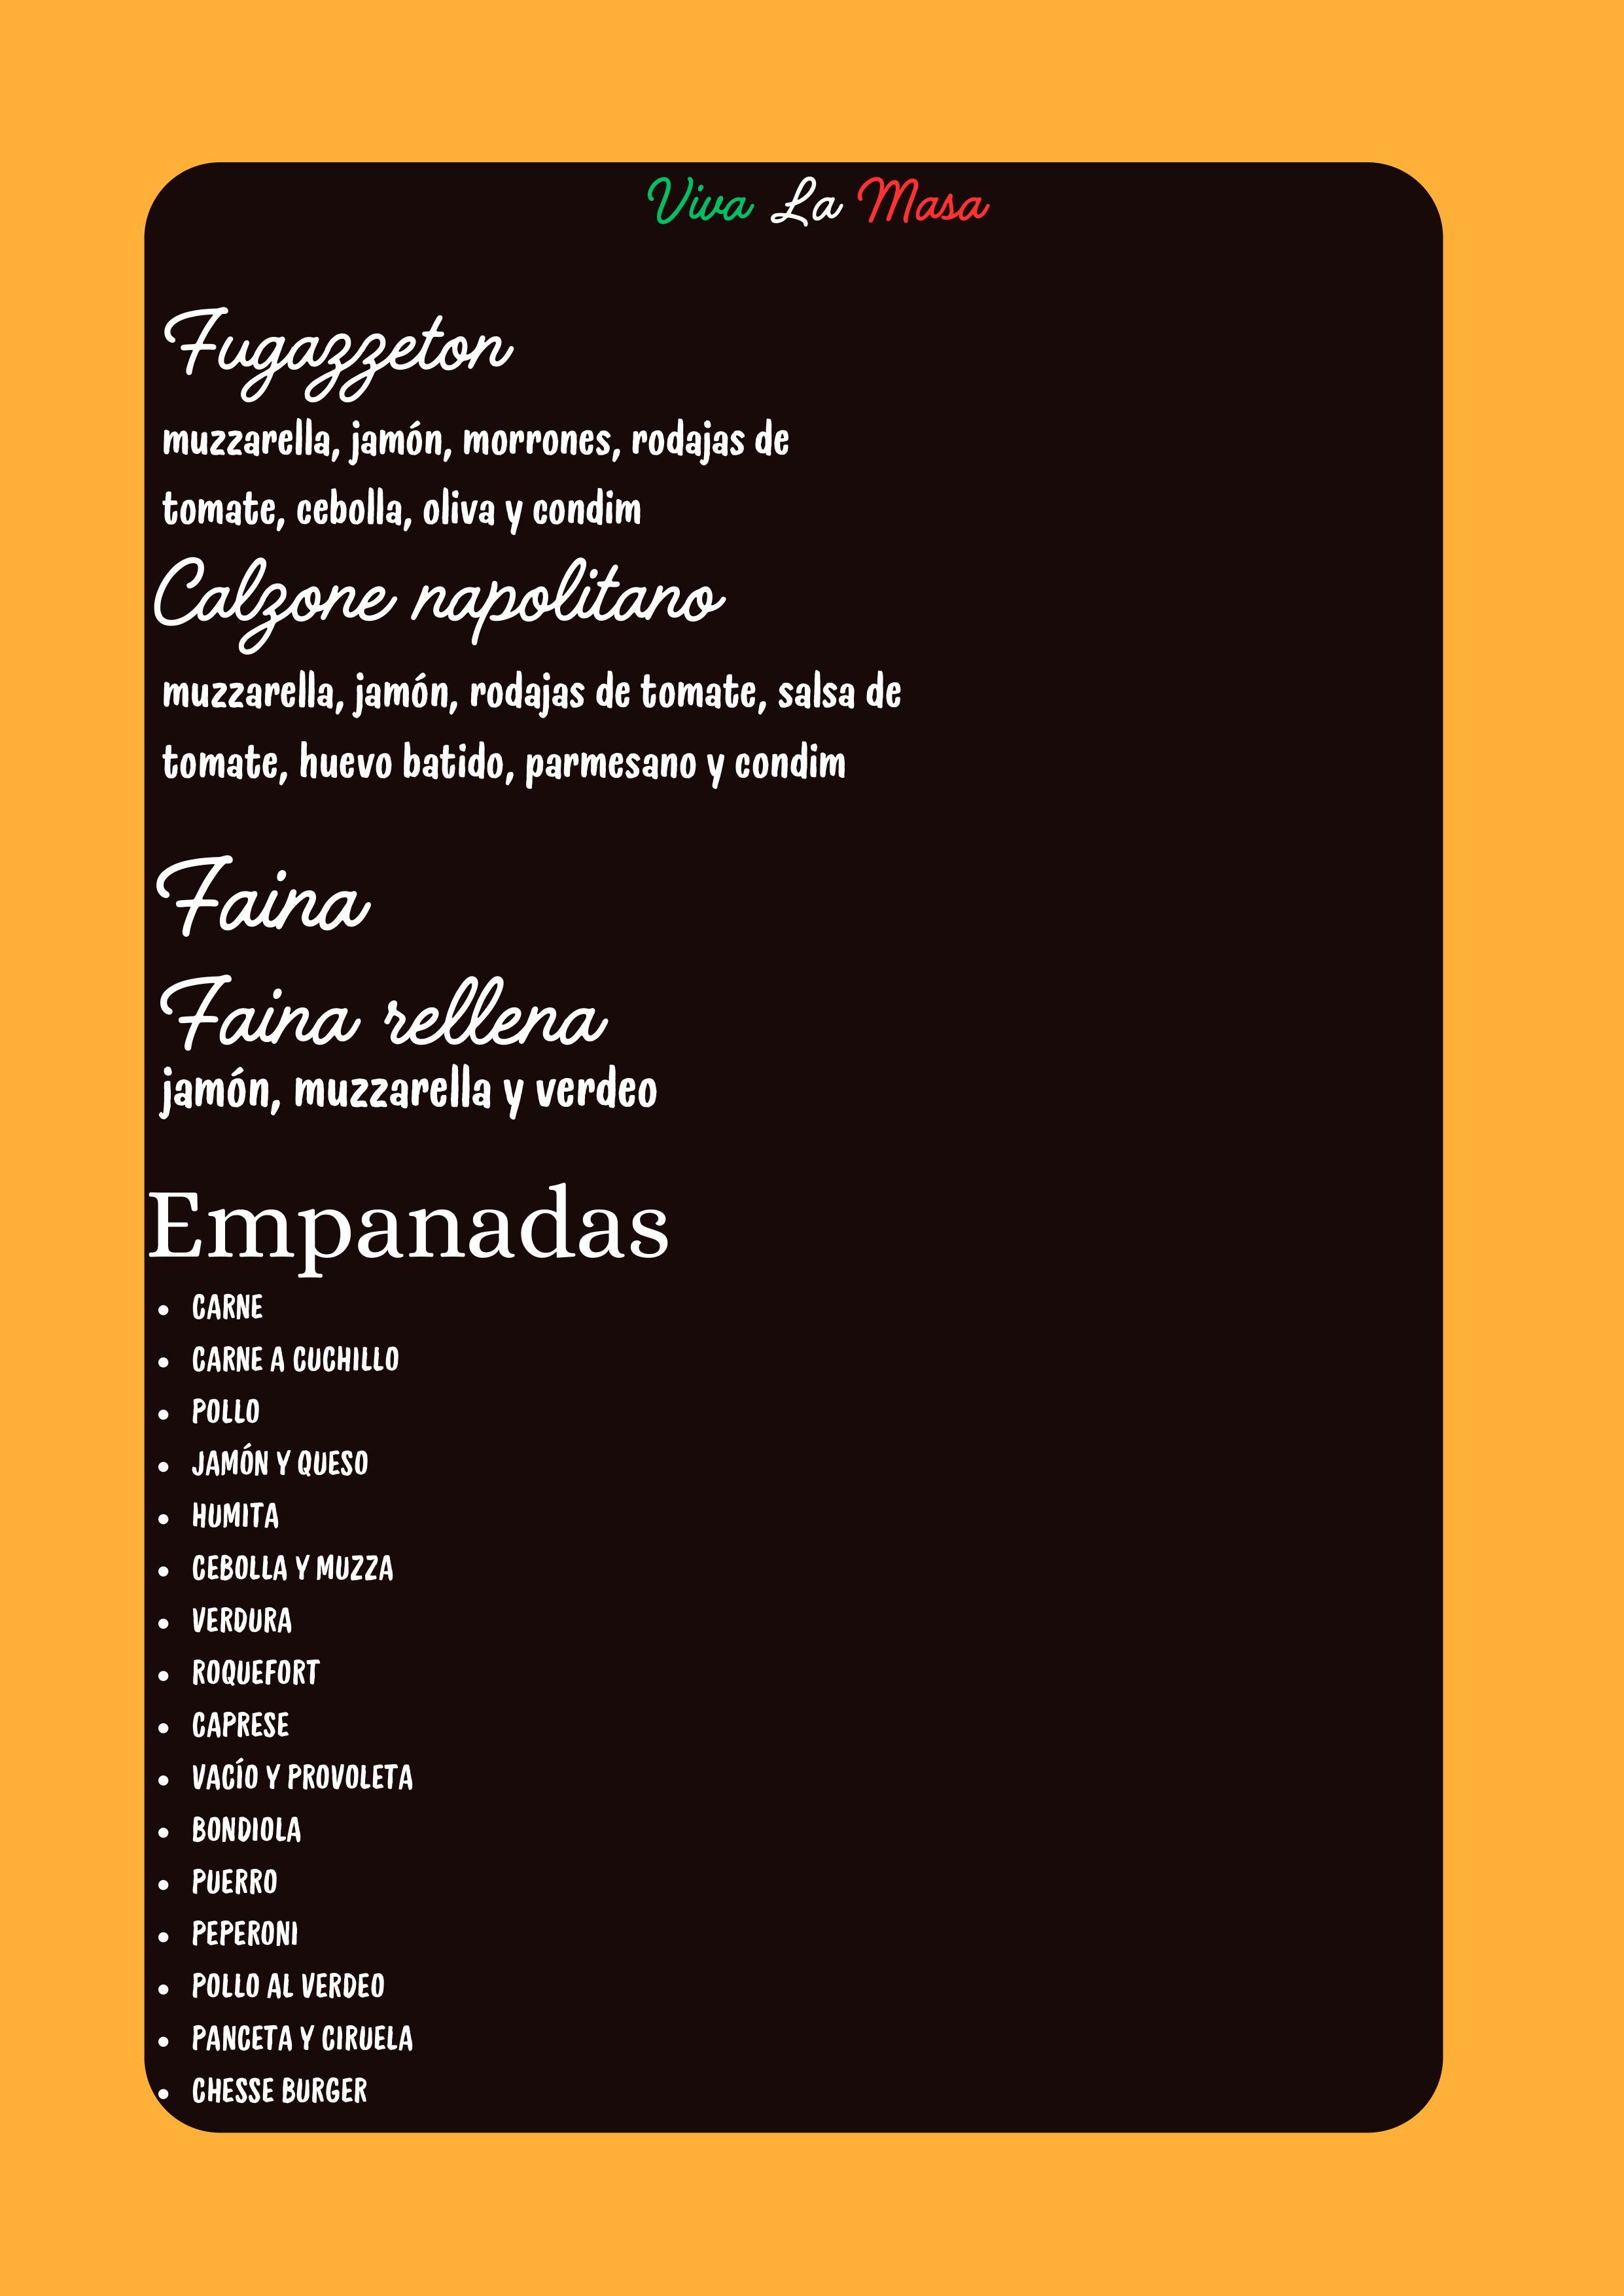 Viva La Masa
Fugazzeton
muzzarella, jamón, morrones, rodajas de
tomate, cebolla, oliva y condim
Calzone napolitano
muzzarella, jamón, rodajas de tomate, salsa de
tomate, huevo batido, parmesano y condim
Faina
Faina rellena
jamón, muzzarella y verdeo
Empanadas
• CARNE
• CARNE A CUCHILLO
• POLLO
• JAMÓN Y QUESO
• HUMITA
• CEBOLLA Y MUZZA
• VERDURA
• ROQUEFORT
• CAPRESE
• VACÍO Y PROVOLETA
• BONDIOLA
• PUERRO
• PEPERONI
• POLLO AL VERDEO
• PANCETA Y CIRUELA
• CHESSE BURGER